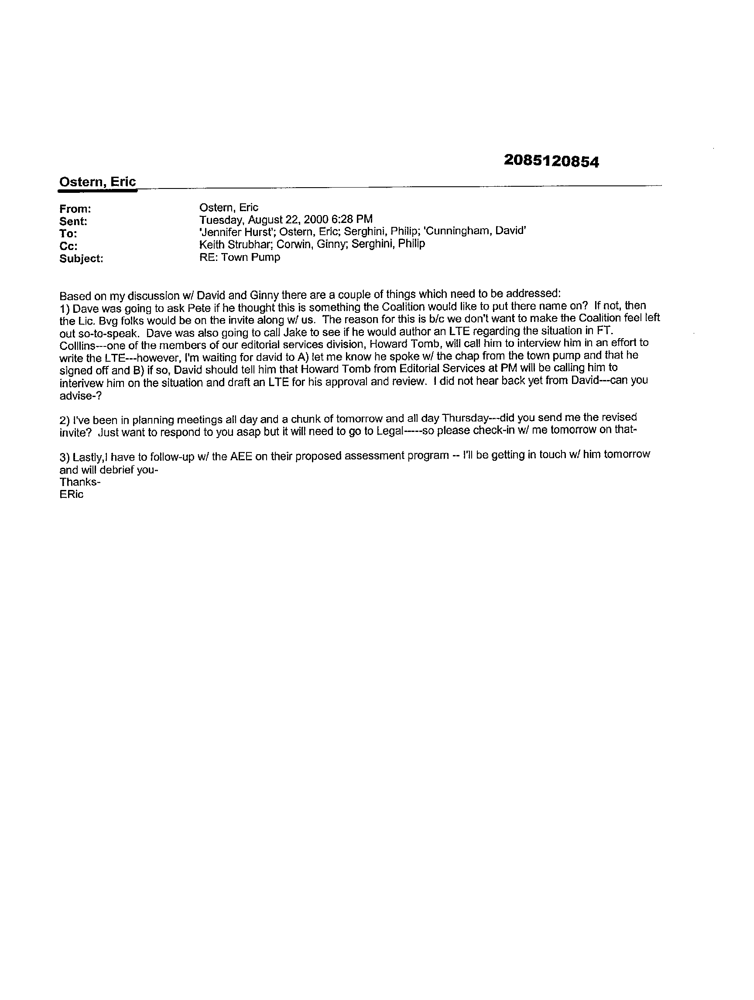 2085120854
Ostern, Eric
From: Ostern, Eric
Sent: Tuesday, August 22, 2000 6:28 PM
To: 'Jennifer Hurst'; Ostern, Eric; Serghini, Philip; 'Cunningham, David'
Cc: Keith Strubhar; Corwin, Ginny; Serghini, Philip
Subject: RE: Town Pump
Based on my discussion w/ David and Ginny there are a couple of things which need to be addressed:
1) Dave was going to ask Pete if he thought this is something the Coalition would like to put there name on? If not, then
the Lic. Bvg folks would be on the invite along w/ us. The reason for this is b/c we don't want to make the Coalition feel left
out so-to-speak. Dave was also going to call Jake to see if he would author an LTE regarding the situation in FT.
Colllins---one of the members of our editorial services division, Howard Tomb, will call him to interview him in an effort to
write the LTE---however, I'm waiting for david to A) let me know he spoke w/ the chap from the town pump and that he
signed off and B) if so, David should tell him that Howard Tomb from Editorial Services at PM will be calling him to
interivew him on the situation and draft an LTE for his approval and review. I did not hear back yet from David---can you
advise-?
2) I've been in planning meetings all day and a chunk of tomorrow and all day Thursday---did you send me the revised
invite? Just want to respond to you asap but it will need to go to Legal-----so please check-in w/ me tomorrow on that-
3) Lastly,I have to follow-up w/ the AEE on their proposed assessment program -- I'll be getting in touch w/ him tomorrow
and will debrief you-
Thanks-
ERic